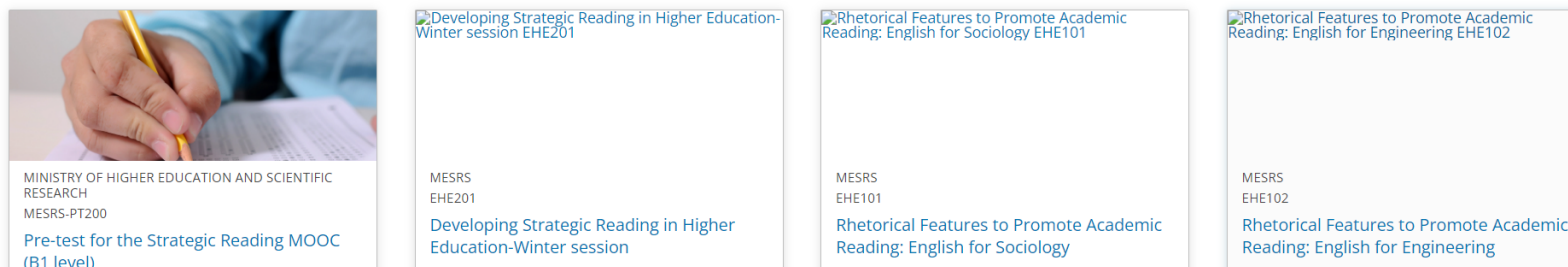 MINISTRY OF HIGHER EDUCATION AND SCIENTIFIC
RESEARCH
MESRS-PT200
Pre-test for the Strategic Reading MOOC
(B1 level)
Developing Strategic Reading in Higher Education-
Winter session EHE201
MESRS
EHE201
Developing Strategic Reading in Higher
Education-Winter session
Rhetorical Features to Promote Academic
Reading: English for Sociology EHE101
MESRS
EHE101
Rhetorical Features to Promote Academic
Reading: English for Sociology
Rhetorical Features to Promote Academic
Reading: English for Engineering EHE102
MESRS
EHE102
Rhetorical Features to Promote Academic
Reading: English for Engineering